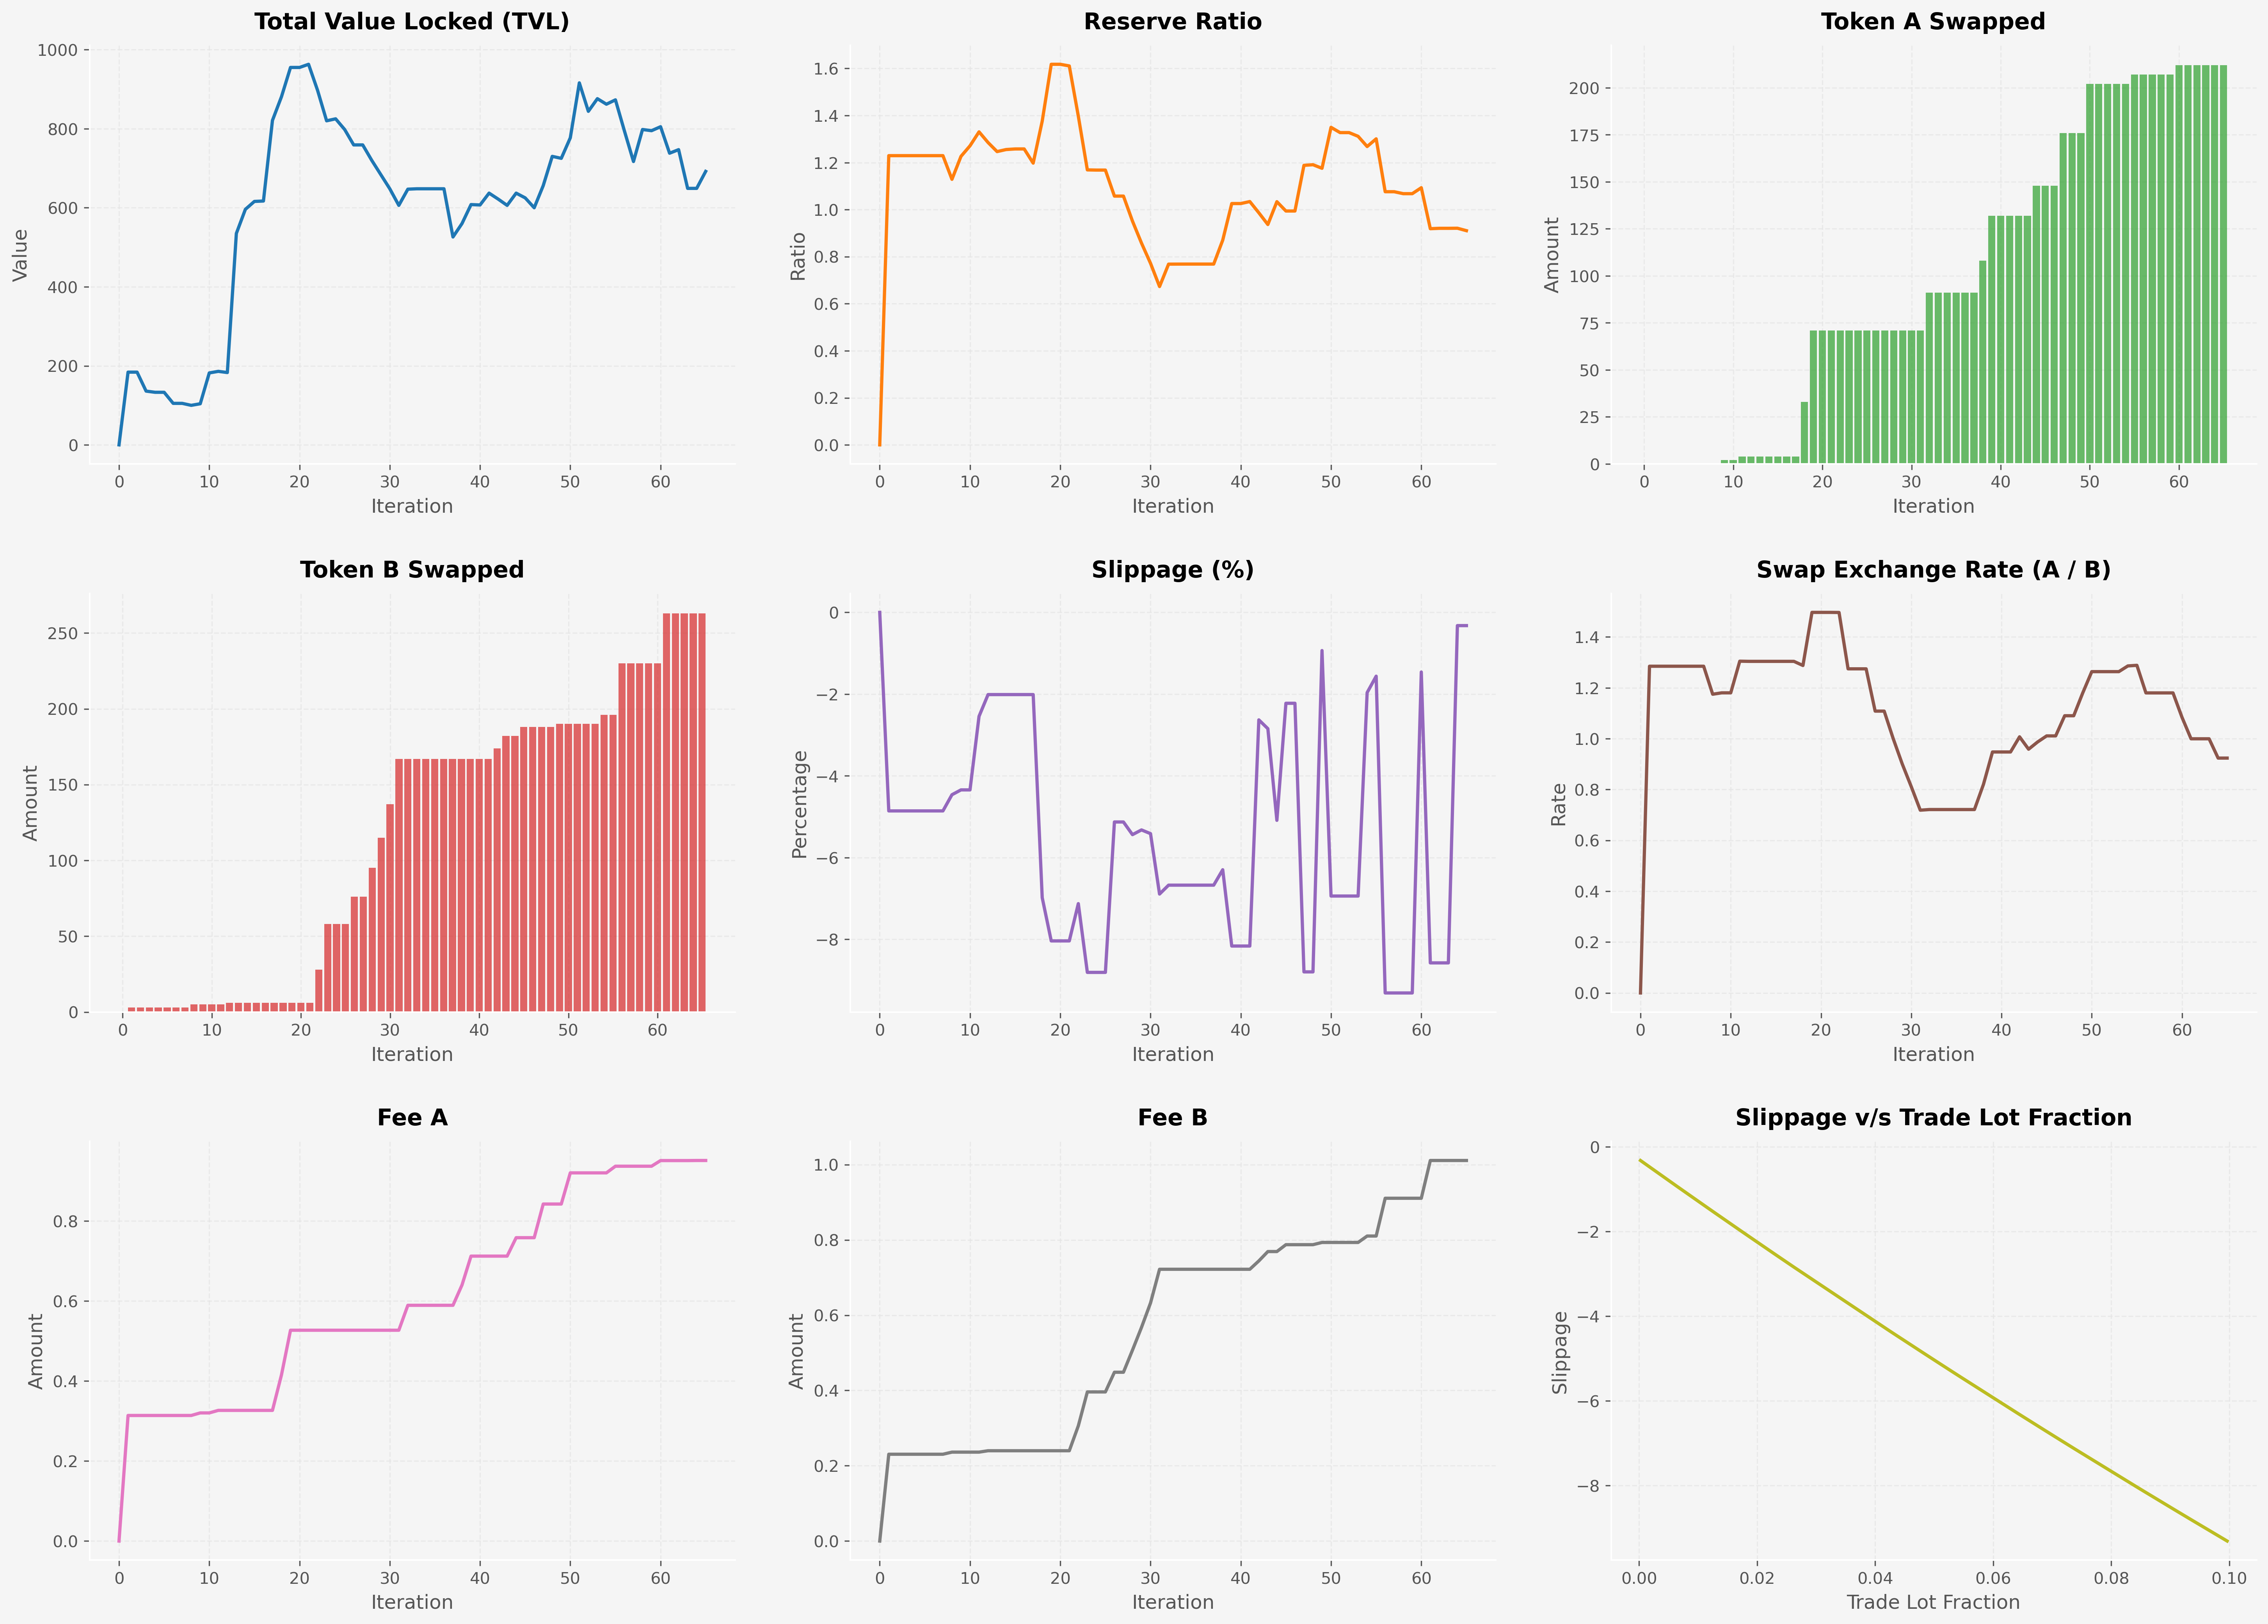 Total Value Locked (TVL)
Value
1000
800
600
400
200
0
0 10 20 30 40 50 60
Iteration
Reserve Ratio
Ratio
1.6
1.4
1.2
1.0
0.8
0.6
0.4
0.2
0.0
0 10 20 30 40 50 60
Iteration
Token A Swapped
Amount
200
175
150
125
100
75
50
25
0
0 10 20 30 40 50 60
Iteration
Token B Swapped
Amount
250
200
150
100
50
0
0 10 20 30 40 50 60
Iteration
Slippage (%)
Percentage
0
−2
−4
−6
−8
0 10 20 30 40 50 60
Iteration
Swap Exchange Rate (A / B)
Rate
1.4
1.2
1.0
0.8
0.6
0.4
0.2
0.0
0 10 20 30 40 50 60
Iteration
Fee A
Amount
0.8
0.6
0.4
0.2
0.0
0 10 20 30 40 50 60
Iteration
Fee B
Amount
1.0
0.8
0.6
0.4
0.2
0.0
0 10 20 30 40 50 60
Iteration
Slippage v/s Trade Lot Fraction
Slippage
0
−2
−4
−6
−8
0.00 0.02 0.04 0.06 0.08 0.10
Trade Lot Fraction